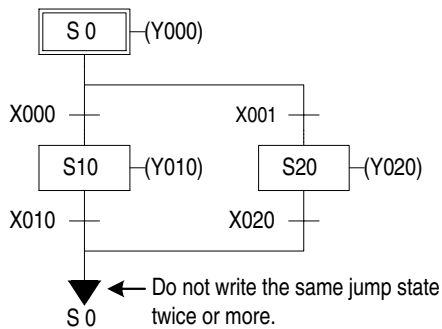 S 0 (Y000)
X000 X001
S10 (Y010) S20 (Y020)
X010 X020
Do not write the same jump state
S 0 twice or more.